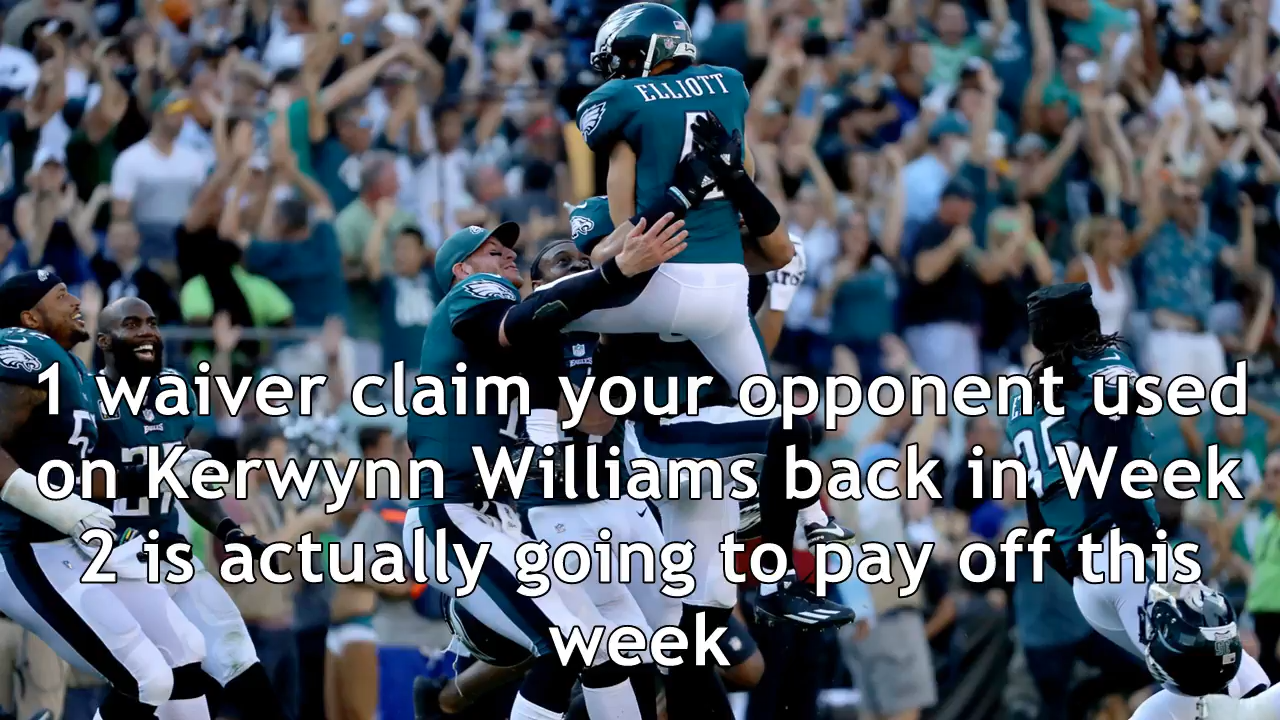 ELLIOTT
4
1 waiver claim your opponent used
on Kerwynn Williams back in Week
2 is actually going to pay off this
week